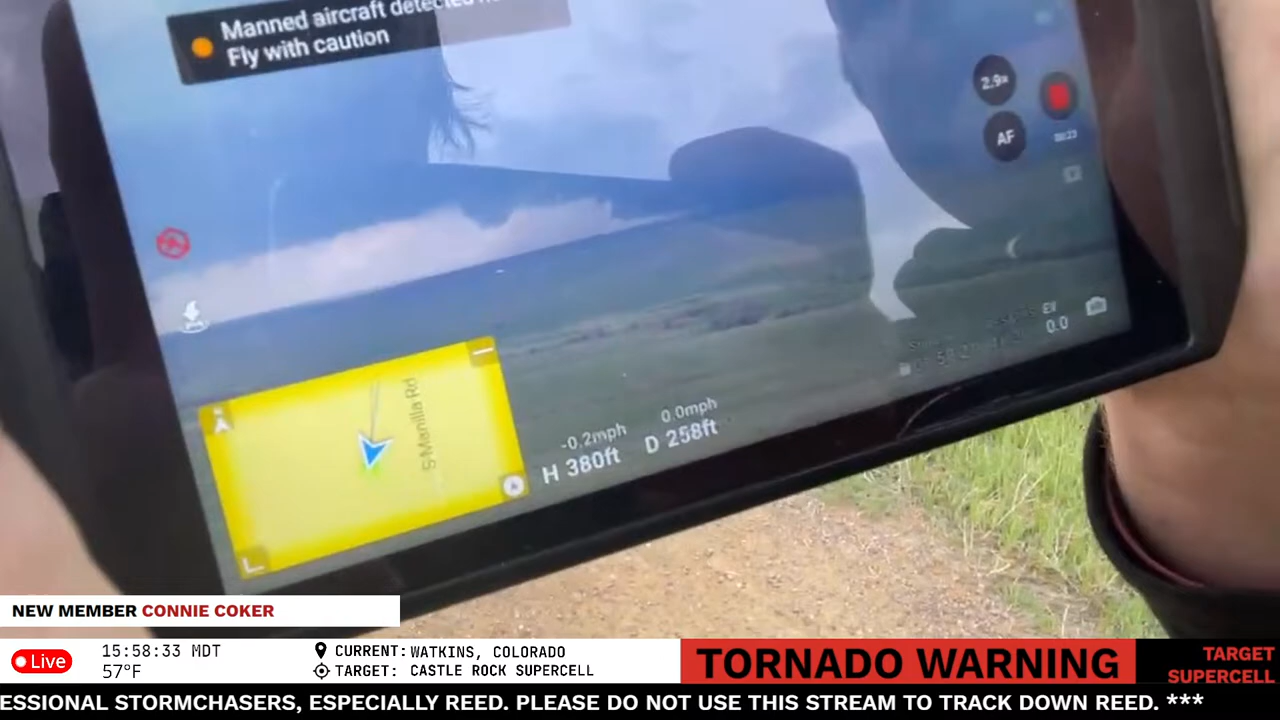 Manned aircraft detected
Fly with caution
2.9x
AF
EV
0.0
S Manilla Rd
-0.2mph 0.0mph
H 380ft D 258ft
NEW MEMBER CONNIE COKER
Live
15:58:33 MDT
57°F
CURRENT: WATKINS, COLORADO
TARGET: CASTLE ROCK SUPERCELL
TORNADO WARNING
TARGET
SUPERCELL
ESSIONAL STORMCHASERS, ESPECIALLY REED. PLEASE DO NOT USE THIS STREAM TO TRACK DOWN REED. ***